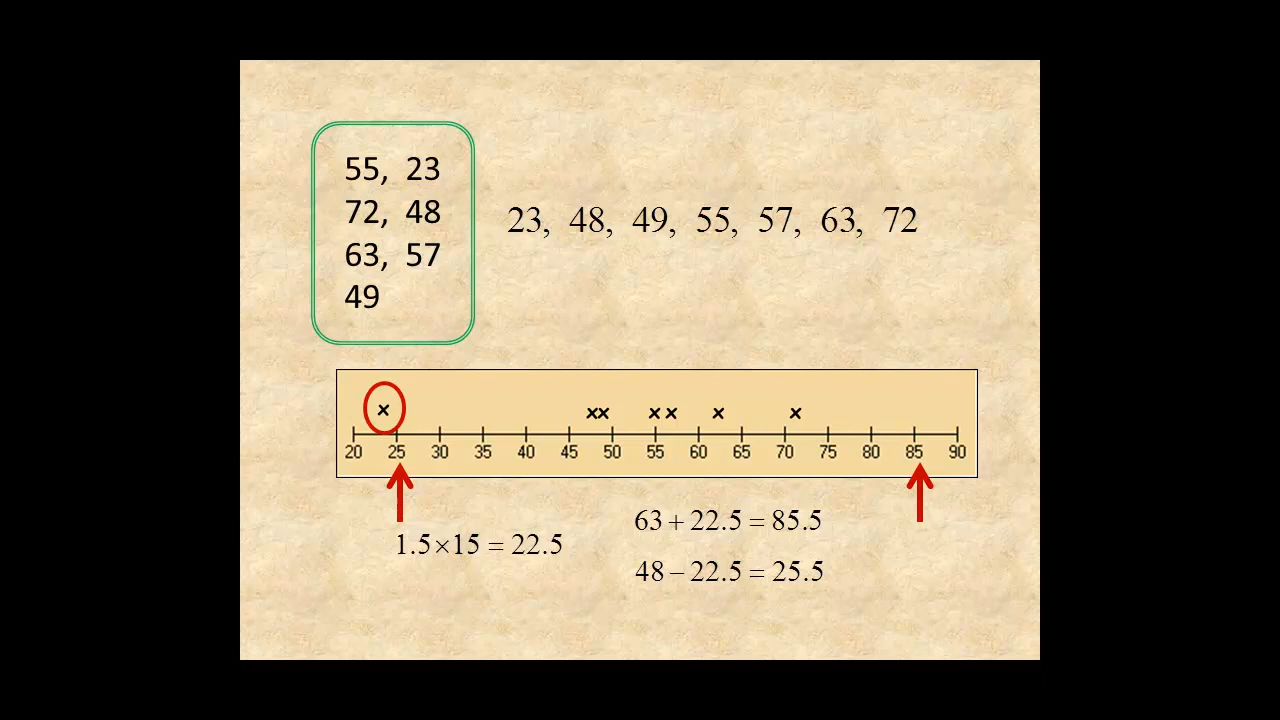 55, 23
72, 48
63, 57
49
23, 48, 49, 55, 57, 63, 72
× ×× ×× × ×
20 25 30 35 40 45 50 55 60 65 70 75 80 85 90
1.5×15 = 22.5
63 + 22.5 = 85.5
48 – 22.5 = 25.5